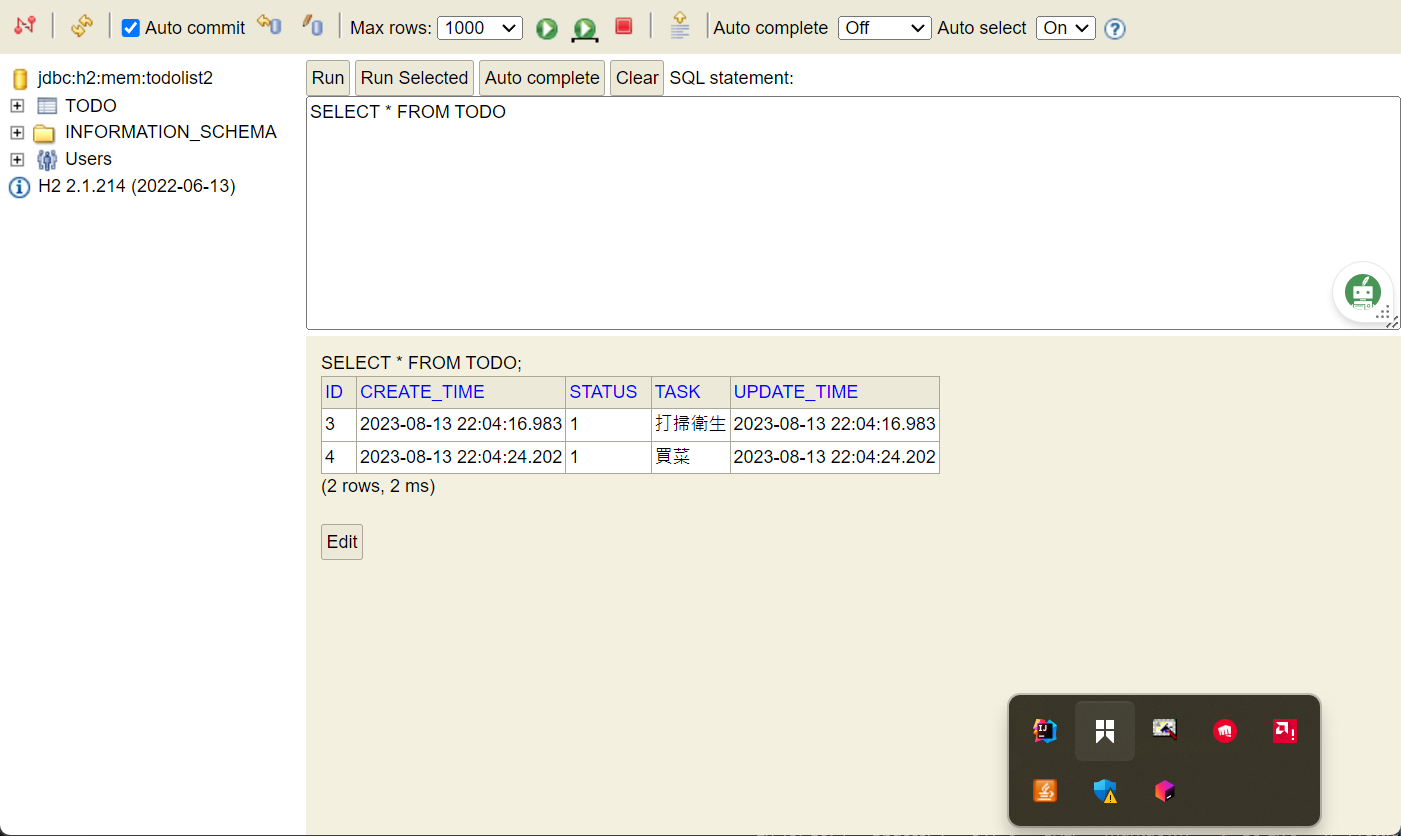 Auto commit Max rows: 1000 Auto complete Off Auto select On
jdbc:h2:mem:todolist2
TODO
INFORMATION_SCHEMA
Users
H2 2.1.214 (2022-06-13)
Run Run Selected Auto complete Clear SQL statement:
SELECT * FROM TODO
SELECT * FROM TODO;
ID CREATE_TIME STATUS TASK UPDATE_TIME
3 2023-08-13 22:04:16.983 1 打掃衛生 2023-08-13 22:04:16.983
4 2023-08-13 22:04:24.202 1 買菜 2023-08-13 22:04:24.202
(2 rows, 2 ms)
Edit
IJ